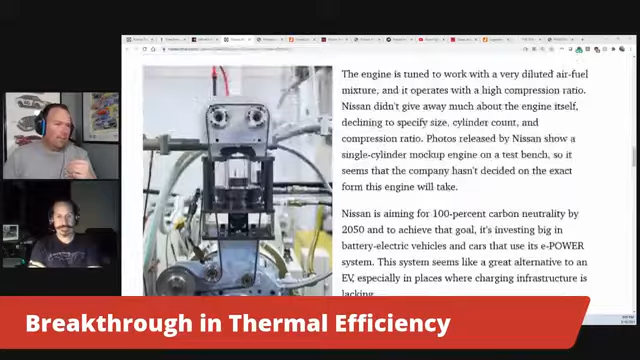 The engine is tuned to work with a very diluted air-fuel
mixture, and it operates with a high compression ratio.
Nissan didn't give away much about the engine itself,
declining to specify size, cylinder count, and
compression ratio. Photos released by Nissan show a
single-cylinder mockup engine on a test bench, so it
seems that the company hasn't decided on the exact
form this engine will take.
Nissan is aiming for 100-percent carbon neutrality by
2050 and to achieve that goal, it's investing big in
battery-electric vehicles and cars that use its e-POWER
system. This system seems like a great alternative to an
EV, especially in places where charging infrastructure is
lacking.
Breakthrough in Thermal Efficiency